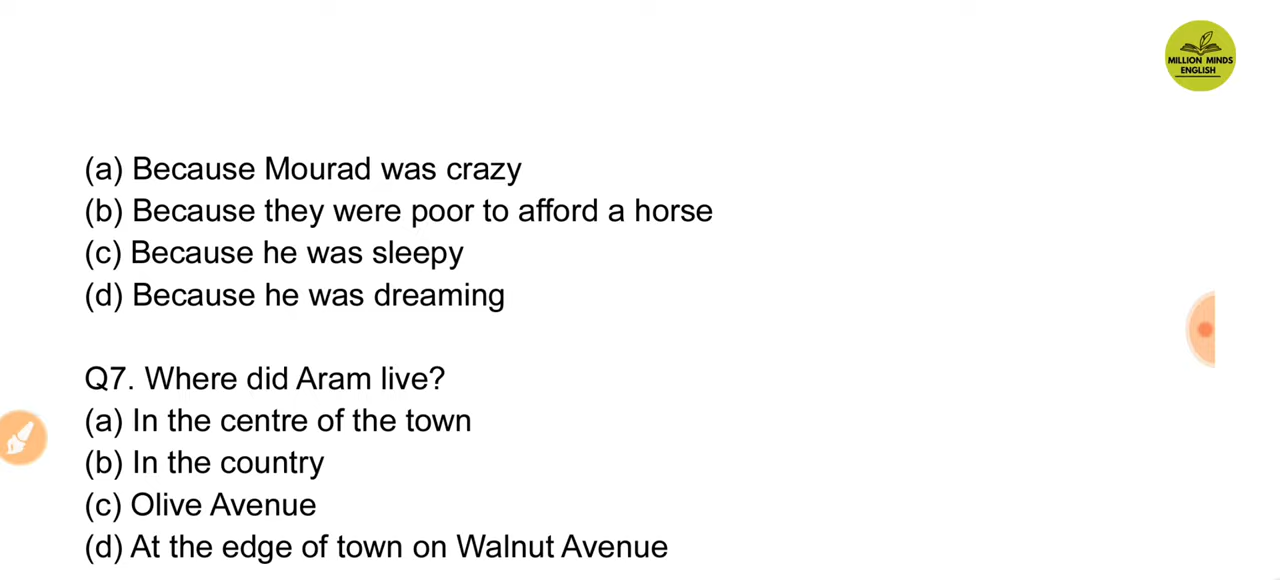 MILLION MINDS
ENGLISH
(a) Because Mourad was crazy
(b) Because they were poor to afford a horse
(c) Because he was sleepy
(d) Because he was dreaming
Q7. Where did Aram live?
(a) In the centre of the town
(b) In the country
(c) Olive Avenue
(d) At the edge of town on Walnut Avenue